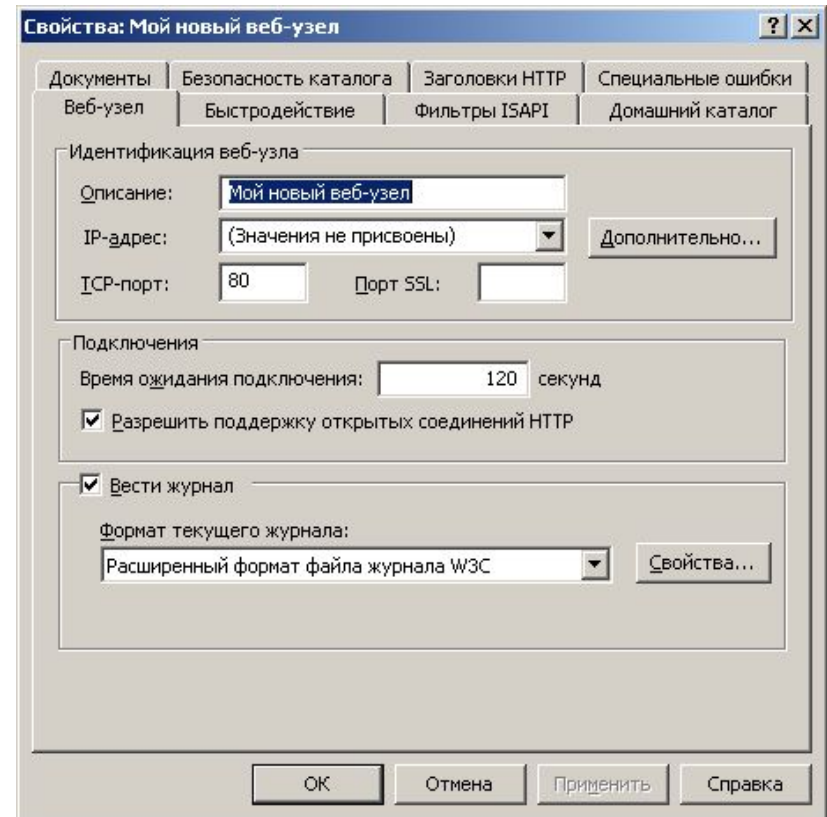 Свойства: Мой новый веб-узел
Документы Безопасность каталога Заголовки HTTP Специальные ошибки
Веб-узел Быстродействие Фильтры ISAPI Домашний каталог
Идентификация веб-узла
Описание: Мой новый веб-узел
IP-адрес: (Значения не присвоены) Дополнительно...
TCP-порт: 80 Порт SSL:
Подключения
Время ожидания подключения: 120 секунд
Разрешить поддержку открытых соединений HTTP
Вести журнал
Формат текущего журнала:
Расширенный формат файла журнала W3C Свойства...
ОК Отмена Применить Справка